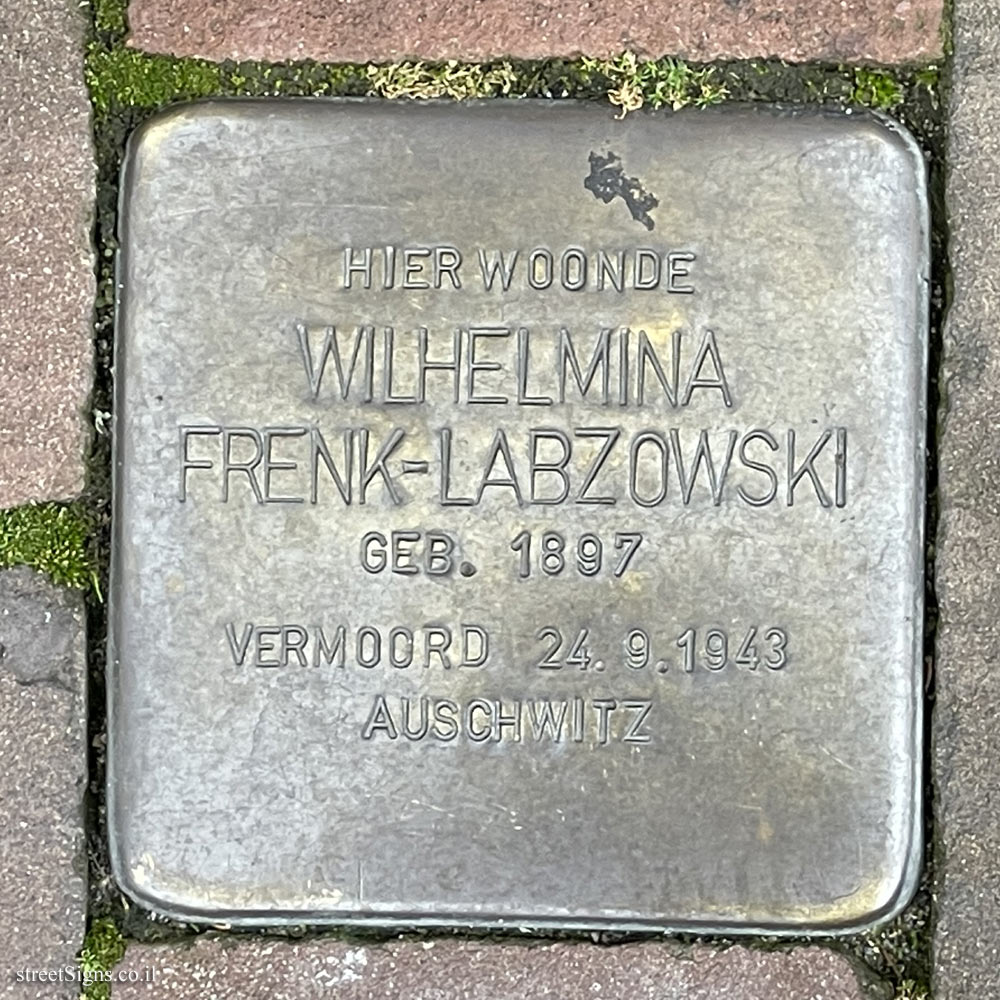 HIER WOONDE
WILHELMINA
FRENK-LABZOWSKI
GEB. 1897
VERMOORD 24.9.1943
AUSCHWITZ
streetSigns.co.il